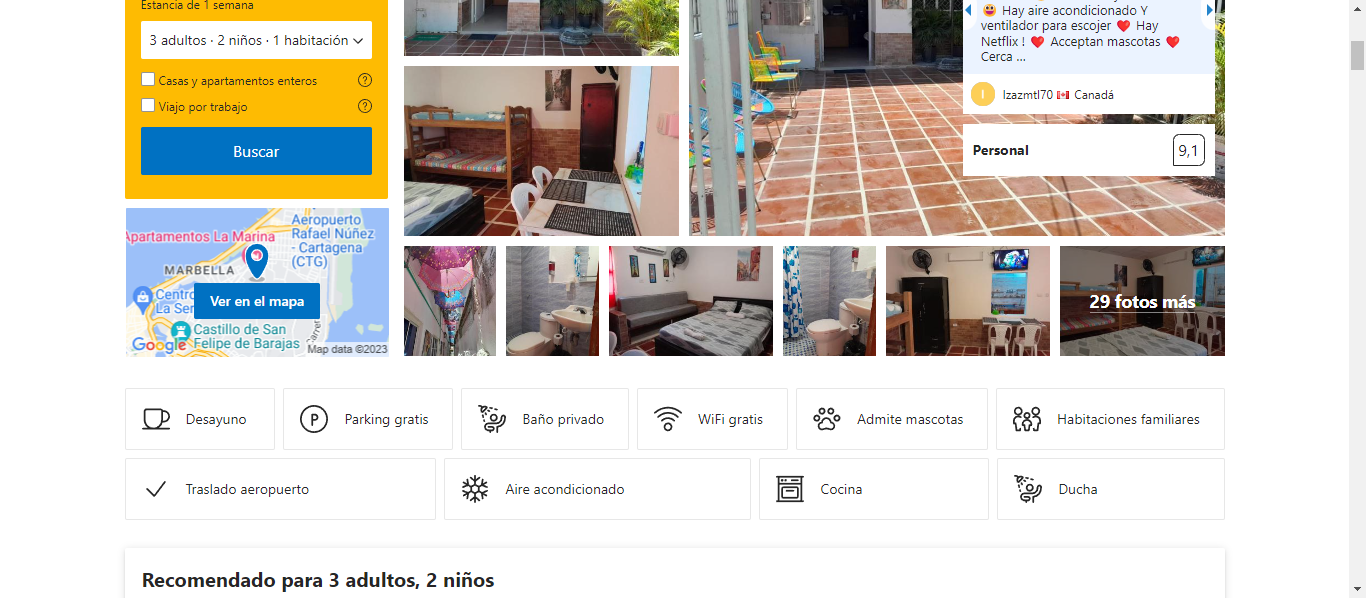 Estancia de 1 semana
3 adultos · 2 niños · 1 habitación
Casas y apartamentos enteros
Viajo por trabajo
Buscar
Apartamentos La Marina
Aeropuerto
Rafael Núñez
- Cartagena
(CTG)
MARBELLA
Centro
La Ser
Ver en el mapa
Castillo de San
Felipe de Barajas
Carret
Google
Map data ©2023
😃 Hay aire acondicionado Y
ventilador para escojer ❤️ Hay
Netflix ! ❤️ Acceptan mascotas ❤️
Cerca ...
I
Izazmtl70 🇨🇦 Canadá
Personal
9,1
29 fotos más
Desayuno
P
Parking gratis
Baño privado
WiFi gratis
Admite mascotas
Habitaciones familiares
Traslado aeropuerto
Aire acondicionado
Cocina
Ducha
Recomendado para 3 adultos, 2 niños